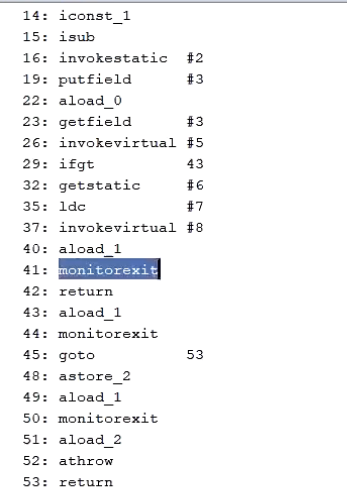 14: iconst_1
15: isub
16: invokestatic #2
19: putfield #3
22: aload_0
23: getfield #3
26: invokevirtual #5
29: ifgt 43
32: getstatic #6
35: ldc #7
37: invokevirtual #8
40: aload_1
41: monitorexit
42: return
43: aload_1
44: monitorexit
45: goto 53
48: astore_2
49: aload_1
50: monitorexit
51: aload_2
52: athrow
53: return